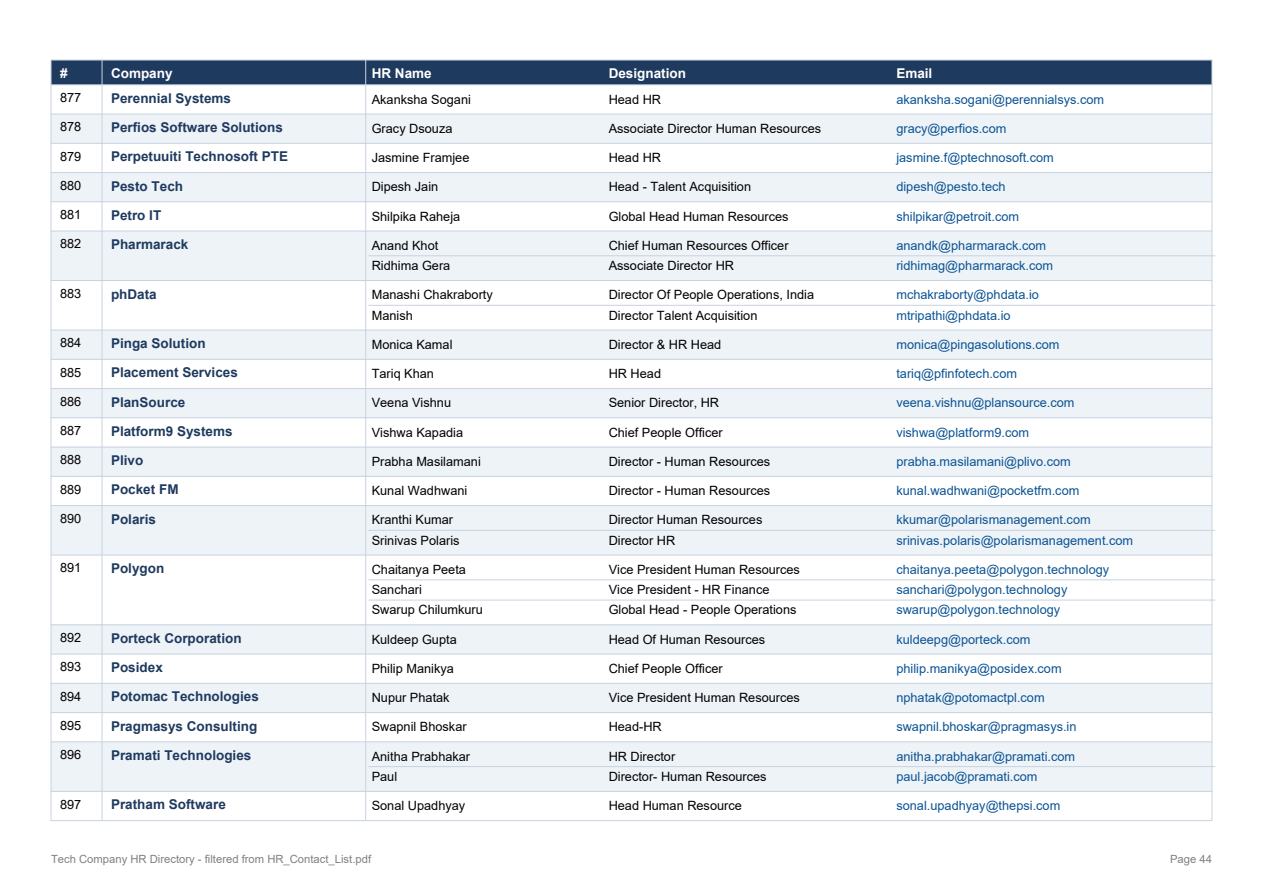 # Company HR Name Designation Email
877 Perennial Systems Akanksha Sogani Head HR akanksha.sogani@perennialsys.com
878 Perfios Software Solutions Gracy Dsouza Associate Director Human Resources gracy@perfios.com
879 Perpetuuiti Technosoft PTE Jasmine Framjee Head HR jasmine.f@ptechnosoft.com
880 Pesto Tech Dipesh Jain Head - Talent Acquisition dipesh@pesto.tech
881 Petro IT Shilpika Raheja Global Head Human Resources shilpikar@petroit.com
882 Pharmarack Anand Khot Chief Human Resources Officer anandk@pharmarack.com
Ridhima Gera Associate Director HR ridhimag@pharmarack.com
883 phData Manashi Chakraborty Director Of People Operations, India mchakraborty@phdata.io
Manish Director Talent Acquisition mtripathi@phdata.io
884 Pinga Solution Monica Kamal Director & HR Head monica@pingasolutions.com
885 Placement Services Tariq Khan HR Head tariq@pfinfotech.com
886 PlanSource Veena Vishnu Senior Director, HR veena.vishnu@plansource.com
887 Platform9 Systems Vishwa Kapadia Chief People Officer vishwa@platform9.com
888 Plivo Prabha Masilamani Director - Human Resources prabha.masilamani@plivo.com
889 Pocket FM Kunal Wadhwani Director - Human Resources kunal.wadhwani@pocketfm.com
890 Polaris Kranthi Kumar Director Human Resources kkumar@polarismanagement.com
Srinivas Polaris Director HR srinivas.polaris@polarismanagement.com
891 Polygon Chaitanya Peeta Vice President Human Resources chaitanya.peeta@polygon.technology
Sanchari Vice President - HR Finance sanchari@polygon.technology
Swarup Chilumkuru Global Head - People Operations swarup@polygon.technology
892 Porteck Corporation Kuldeep Gupta Head Of Human Resources kuldeepg@porteck.com
893 Posidex Philip Manikya Chief People Officer philip.manikya@posidex.com
894 Potomac Technologies Nupur Phatak Vice President Human Resources nphatak@potomactpl.com
895 Pragmasys Consulting Swapnil Bhoskar Head-HR swapnil.bhoskar@pragmasys.in
896 Pramati Technologies Anitha Prabhakar HR Director anitha.prabhakar@pramati.com
Paul Director- Human Resources paul.jacob@pramati.com
897 Pratham Software Sonal Upadhyay Head Human Resource sonal.upadhyay@thepsi.com
Tech Company HR Directory - filtered from HR_Contact_List.pdf Page 44